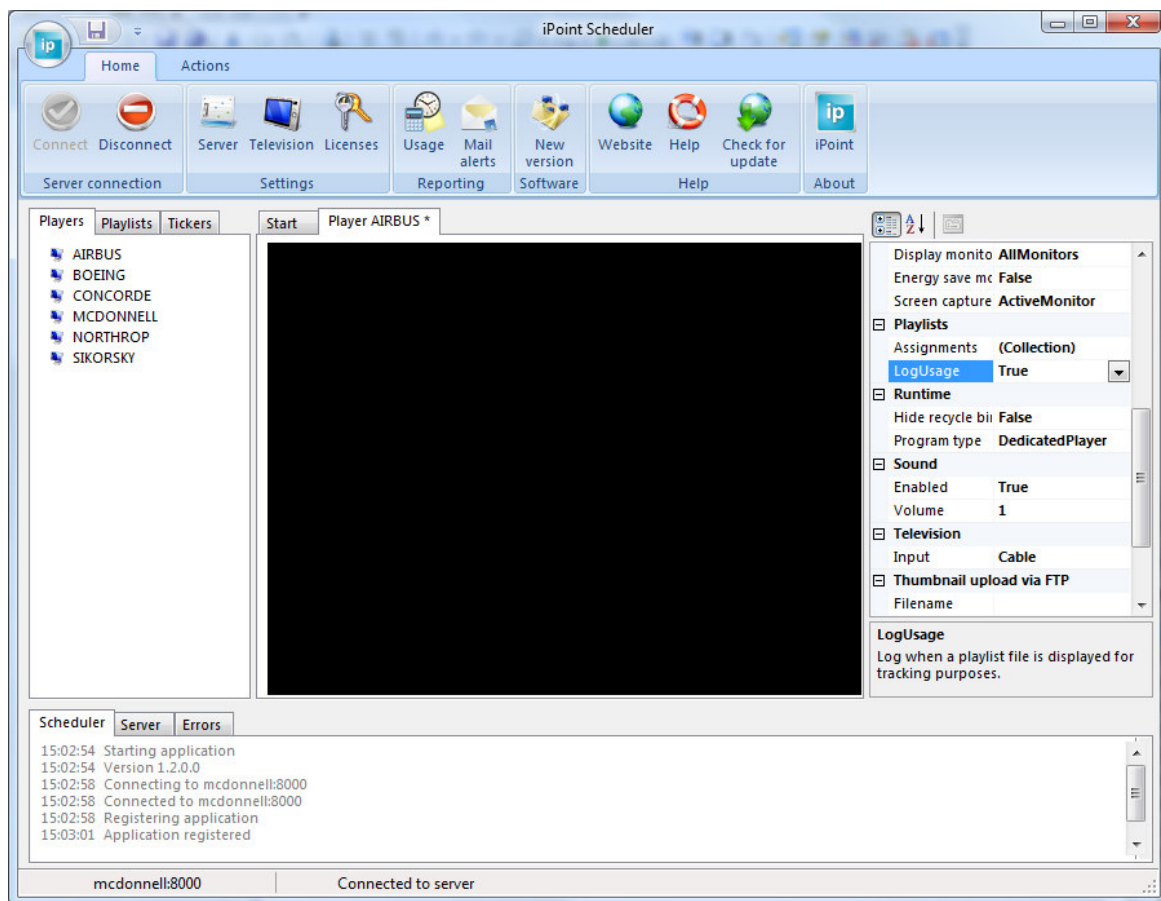 iPoint Scheduler
ip
Home Actions
Connect Disconnect Server Television Licenses Usage Mail alerts New version Website Help Check for update ip iPoint
Server connection Settings Reporting Software Help About
Players Playlists Tickers
AIRBUS
BOEING
CONCORDE
MCDONNELL
NORTHROP
SIKORSKY
Start Player AIRBUS *
Display monito AllMonitors
Energy save mc False
Screen capture ActiveMonitor
Playlists
Assignments (Collection)
LogUsage True
Runtime
Hide recycle bii False
Program type DedicatedPlayer
Sound
Enabled True
Volume 1
Television
Input Cable
Thumbnail upload via FTP
Filename
LogUsage
Log when a playlist file is displayed for
tracking purposes.
Scheduler Server Errors
15:02:54 Starting application
15:02:54 Version 1.2.0.0
15:02:58 Connecting to mcdonnell:8000
15:02:58 Connected to mcdonnell:8000
15:02:58 Registering application
15:03:01 Application registered
mcdonnell:8000 Connected to server